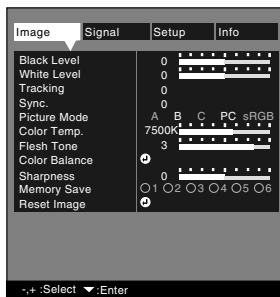 Image Signal Setup Info
Black Level 0
White Level 0
Tracking 0
Sync. 0
Picture Mode A B C PC sRGB
Color Temp. 7500K
Flesh Tone 3
Color Balance
Sharpness 0
Memory Save 1 2 3 4 5 6
Reset Image
-,+ :Select :Enter